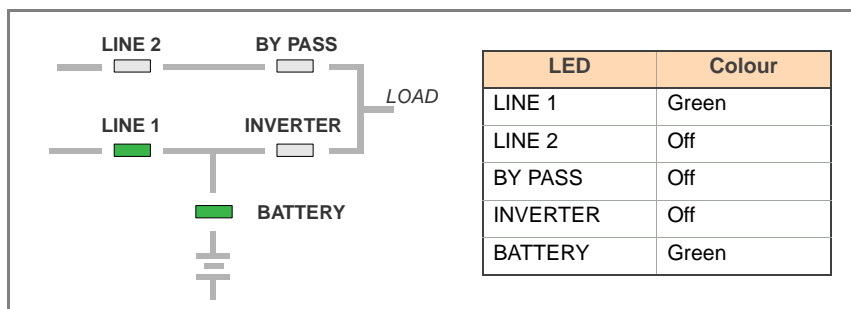 LINE 2
BY PASS
LOAD
LINE 1
INVERTER
BATTERY
LED Colour
LINE 1 Green
LINE 2 Off
BY PASS Off
INVERTER Off
BATTERY Green